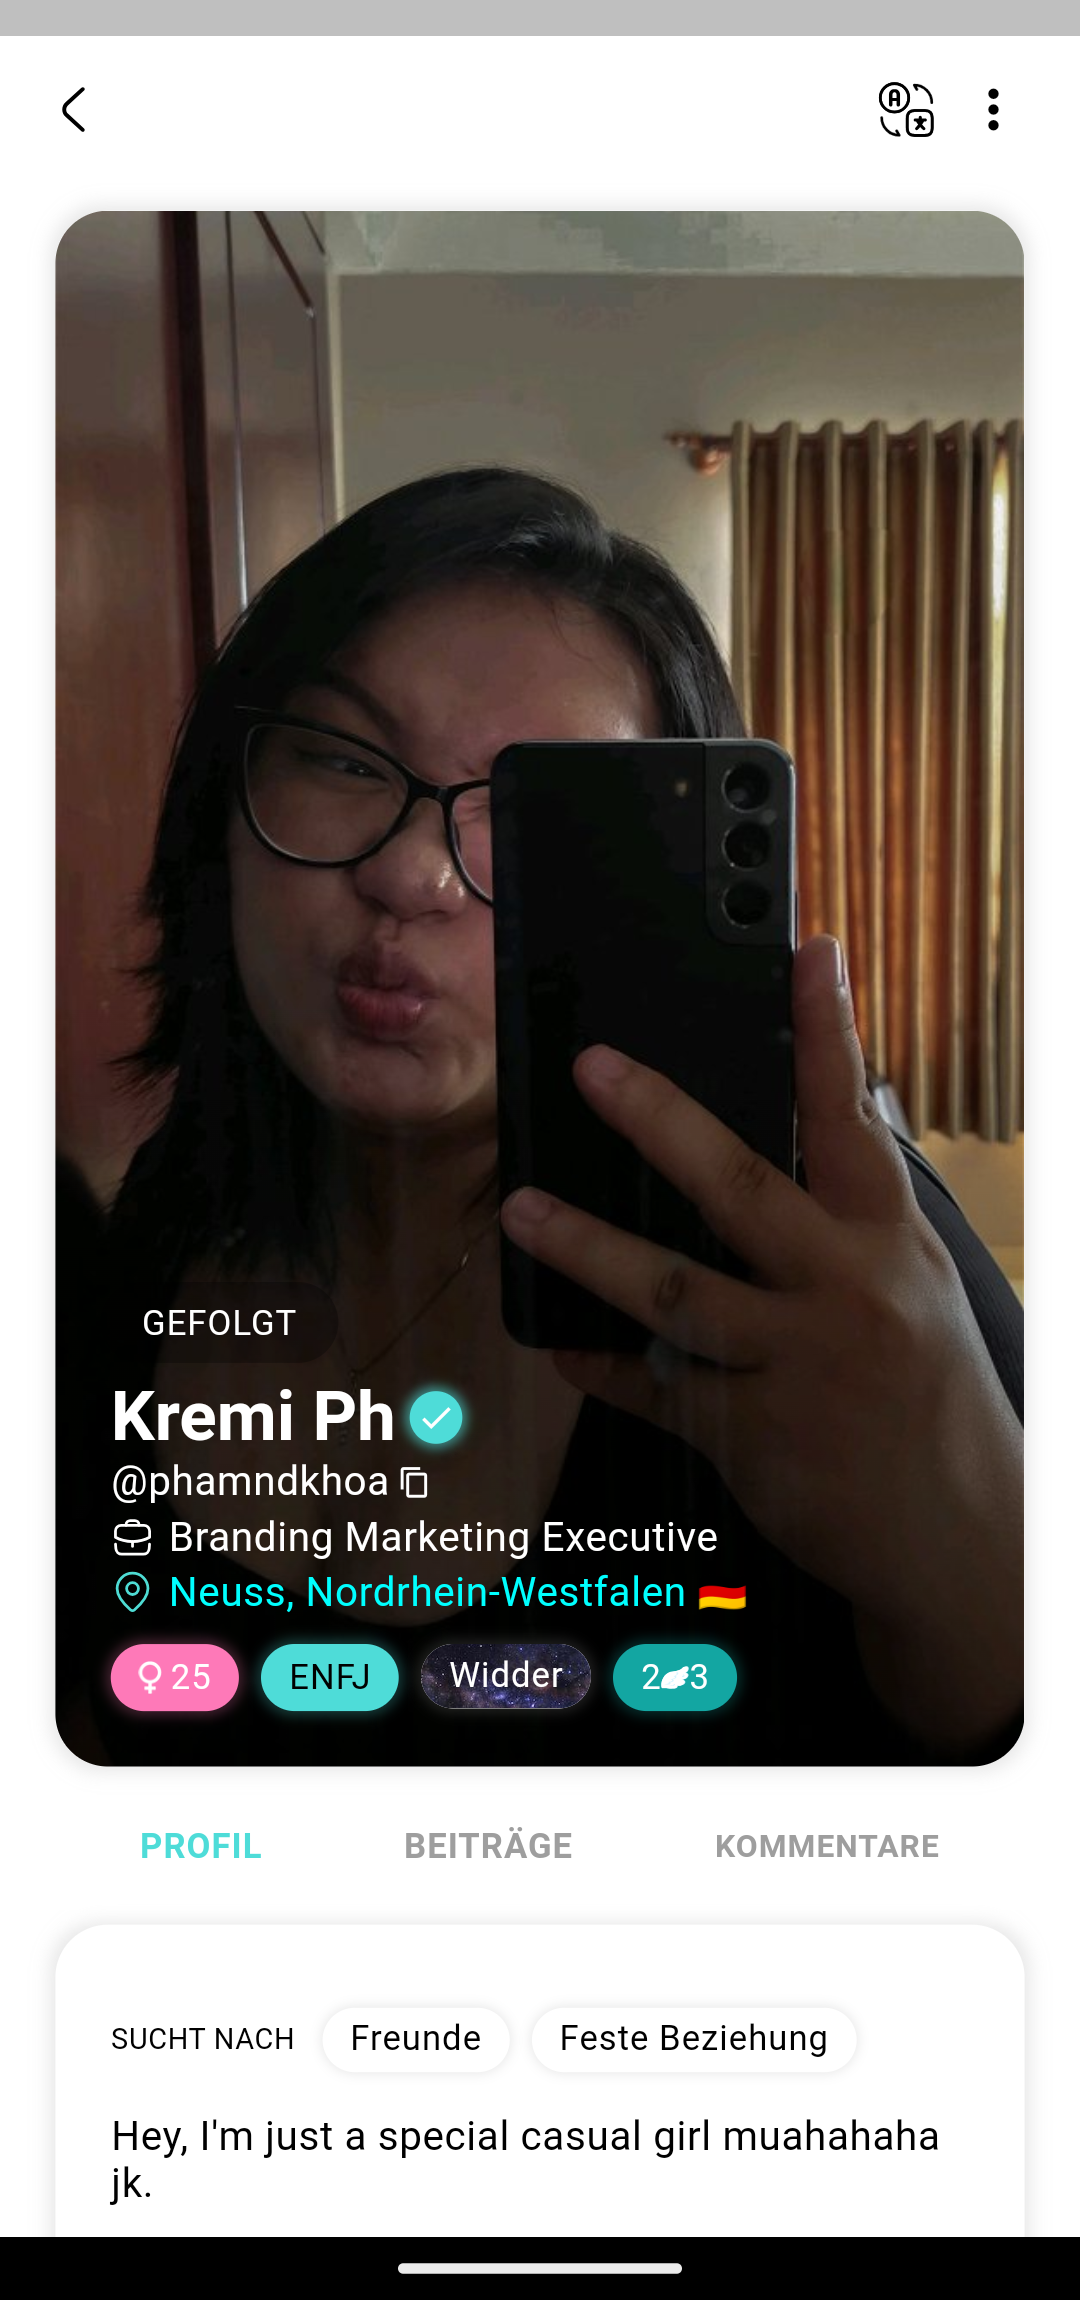 GEFOLGT
Kremi Ph
@phamndkhoa
Branding Marketing Executive
Neuss, Nordrhein-Westfalen 🇩🇪
♀ 25 ENFJ Widder 2 3
PROFIL BEITRÄGE KOMMENTARE
SUCHT NACH Freunde Feste Beziehung
Hey, I'm just a special casual girl muahahaha
jk.